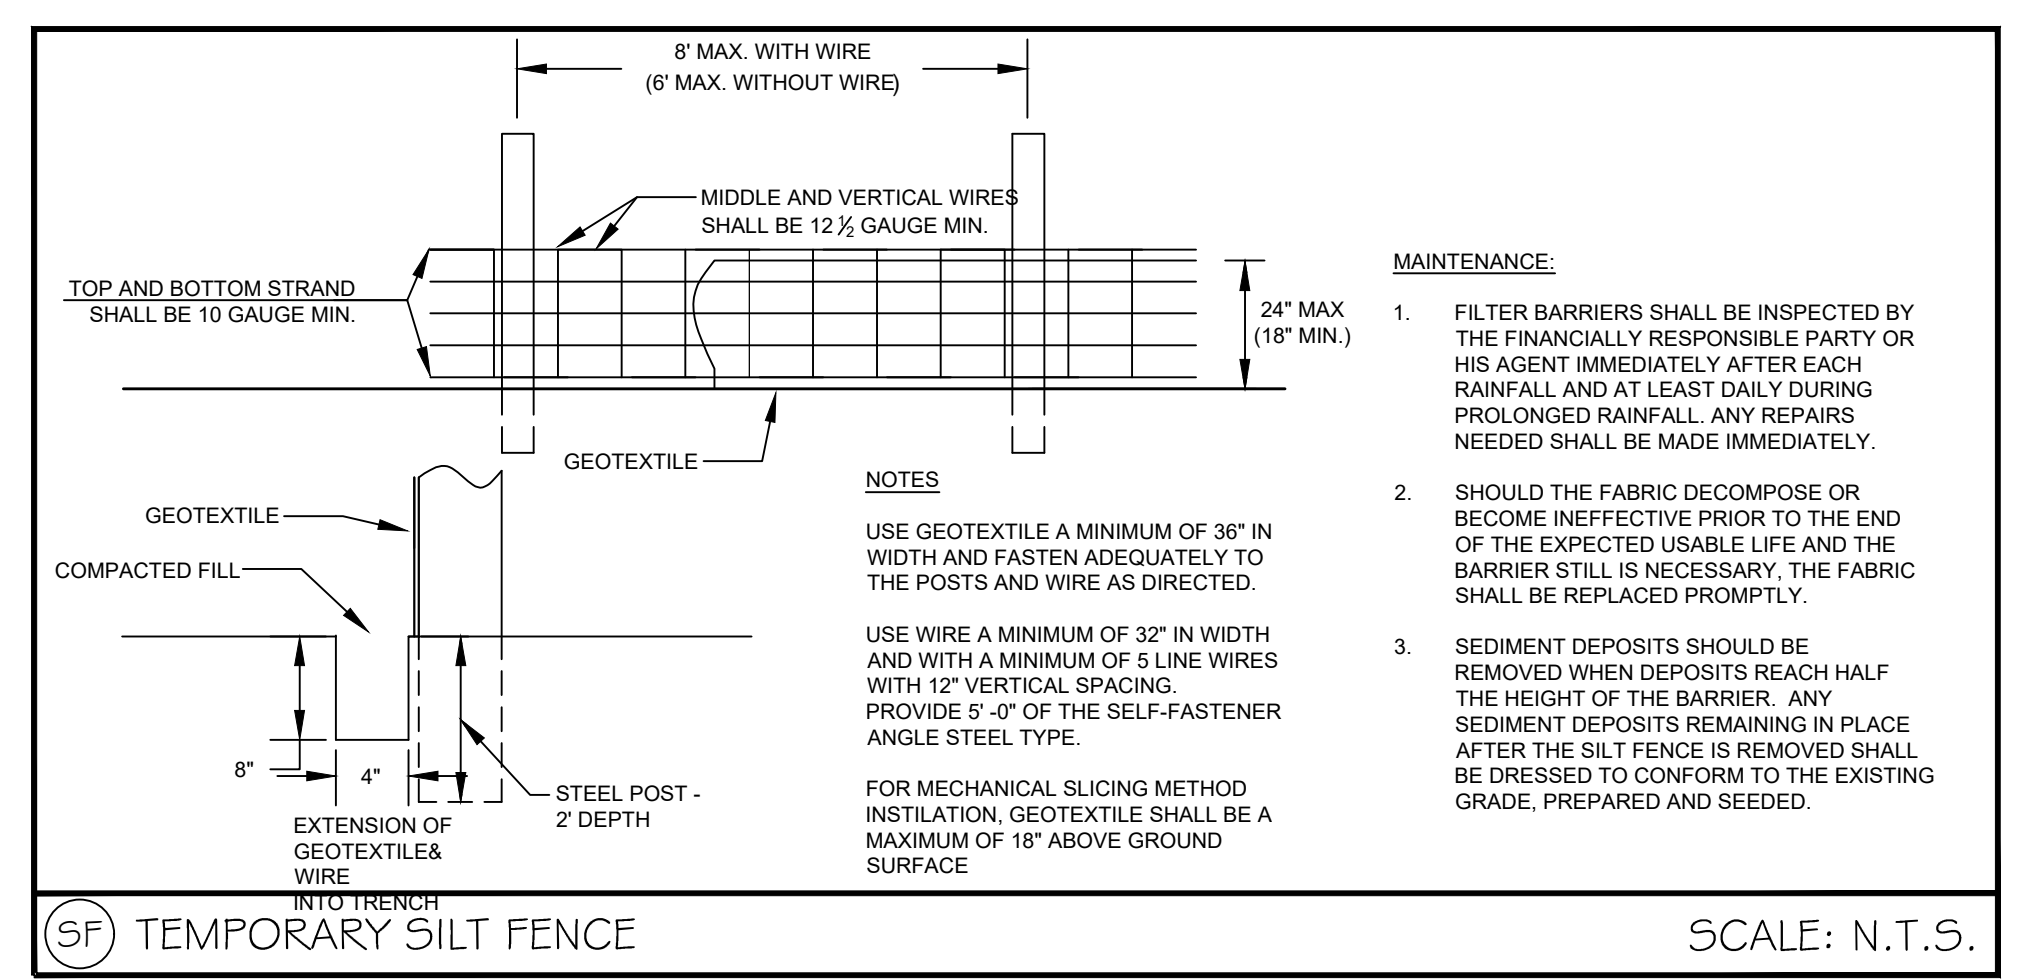 8' MAX. WITH WIRE
(6' MAX. WITHOUT WIRE)
MIDDLE AND VERTICAL WIRES
SHALL BE 12 ½ GAUGE MIN.
TOP AND BOTTOM STRAND
SHALL BE 10 GAUGE MIN.
24" MAX
(18" MIN.)
GEOTEXTILE
GEOTEXTILE
COMPACTED FILL
8"
4"
STEEL POST -
2' DEPTH
EXTENSION OF
GEOTEXTILE&
WIRE
INTO TRENCH
NOTES
USE GEOTEXTILE A MINIMUM OF 36" IN
WIDTH AND FASTEN ADEQUATELY TO
THE POSTS AND WIRE AS DIRECTED.
USE WIRE A MINIMUM OF 32" IN WIDTH
AND WITH A MINIMUM OF 5 LINE WIRES
WITH 12" VERTICAL SPACING.
PROVIDE 5' -0" OF THE SELF-FASTENER
ANGLE STEEL TYPE.
FOR MECHANICAL SLICING METHOD
INSTILATION, GEOTEXTILE SHALL BE A
MAXIMUM OF 18" ABOVE GROUND
SURFACE
MAINTENANCE:
1. FILTER BARRIERS SHALL BE INSPECTED BY
THE FINANCIALLY RESPONSIBLE PARTY OR
HIS AGENT IMMEDIATELY AFTER EACH
RAINFALL AND AT LEAST DAILY DURING
PROLONGED RAINFALL. ANY REPAIRS
NEEDED SHALL BE MADE IMMEDIATELY.
2. SHOULD THE FABRIC DECOMPOSE OR
BECOME INEFFECTIVE PRIOR TO THE END
OF THE EXPECTED USABLE LIFE AND THE
BARRIER STILL IS NECESSARY, THE FABRIC
SHALL BE REPLACED PROMPTLY.
3. SEDIMENT DEPOSITS SHOULD BE
REMOVED WHEN DEPOSITS REACH HALF
THE HEIGHT OF THE BARRIER. ANY
SEDIMENT DEPOSITS REMAINING IN PLACE
AFTER THE SILT FENCE IS REMOVED SHALL
BE DRESSED TO CONFORM TO THE EXISTING
GRADE, PREPARED AND SEEDED.
SF TEMPORARY SILT FENCE
SCALE: N.T.S.